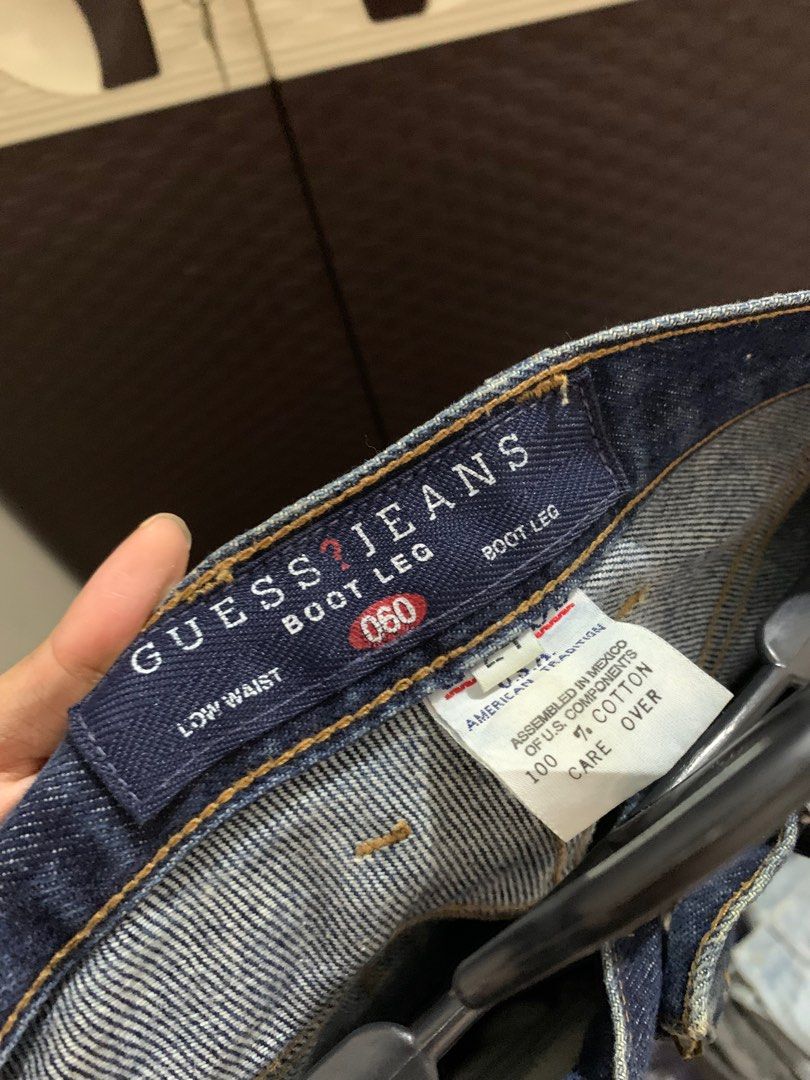 GUESS?JEANS
BOOT LEG
LOW WAIST
060
BOOT LEG
AMERICAN TRADITION
ASSEMBLED IN MEXICO
OF U.S. COMPONENTS
100 % COTTON
CARE OVER